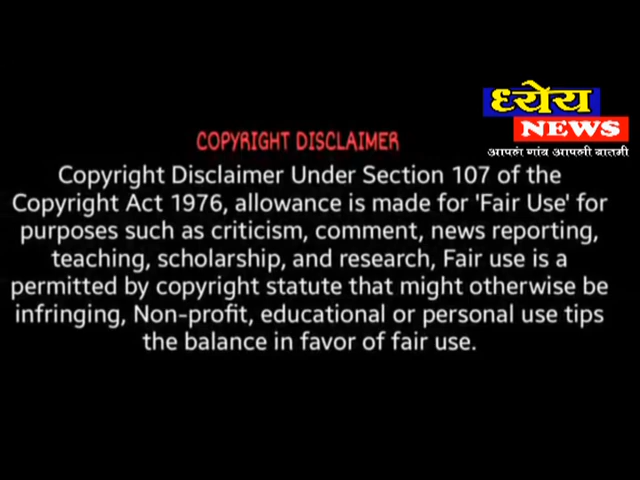 ध्येय
NEWS
आपलं गांव आपली बातमी
COPYRIGHT DISCLAIMER
Copyright Disclaimer Under Section 107 of the
Copyright Act 1976, allowance is made for 'Fair Use' for
purposes such as criticism, comment, news reporting,
teaching, scholarship, and research, Fair use is a
permitted by copyright statute that might otherwise be
infringing, Non-profit, educational or personal use tips
the balance in favor of fair use.